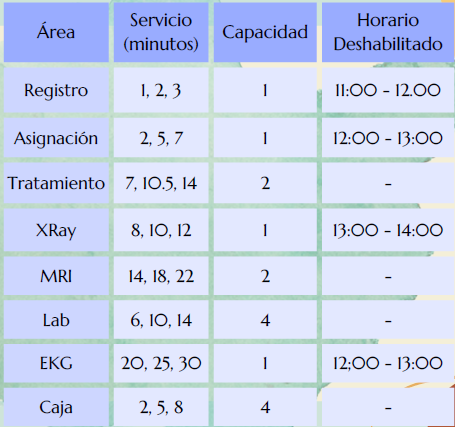 Área Servicio (minutos) Capacidad Horario Deshabilitado
Registro 1, 2, 3 1 11:00 - 12.00
Asignación 2, 5, 7 1 12:00 - 13:00
Tratamiento 7, 10.5, 14 2 -
XRay 8, 10, 12 1 13:00 - 14:00
MRI 14, 18, 22 2 -
Lab 6, 10, 14 4 -
EKG 20, 25, 30 1 12;00 - 13:00
Caja 2, 5, 8 4 -